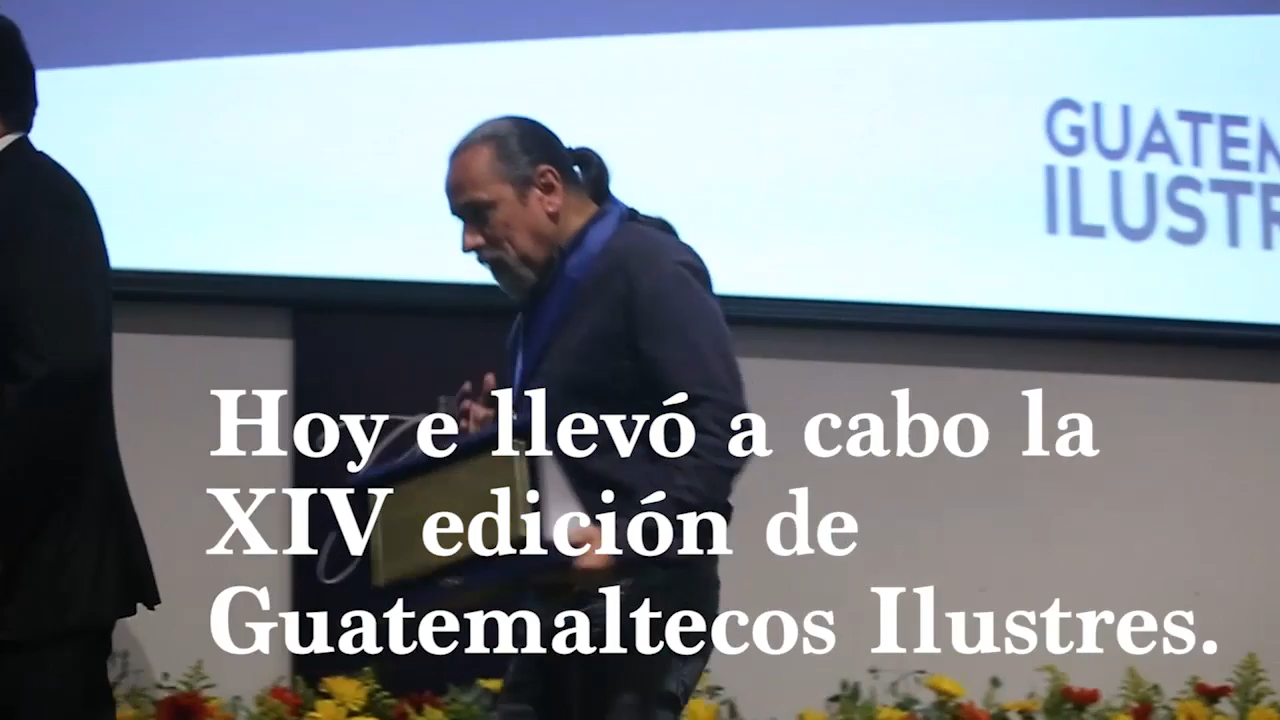 GUATEM
ILUSTR
Hoy e llevó a cabo la
XIV edición de
Guatemaltecos Ilustres.